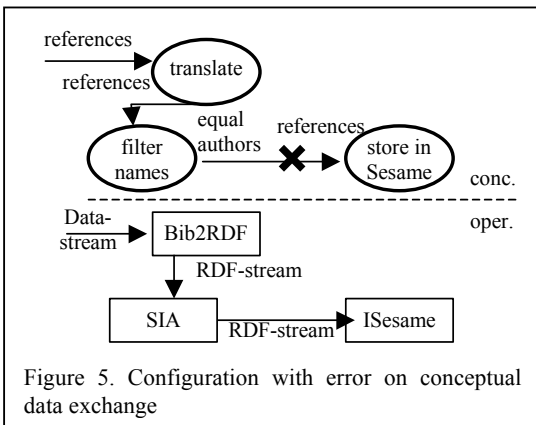 references
translate
references
equal
authors
references
filter
names
store in
Sesame
conc.
oper.
Data-
stream
Bib2RDF
RDF-stream
SIA
RDF-stream
ISesame
Figure 5. Configuration with error on conceptual
data exchange